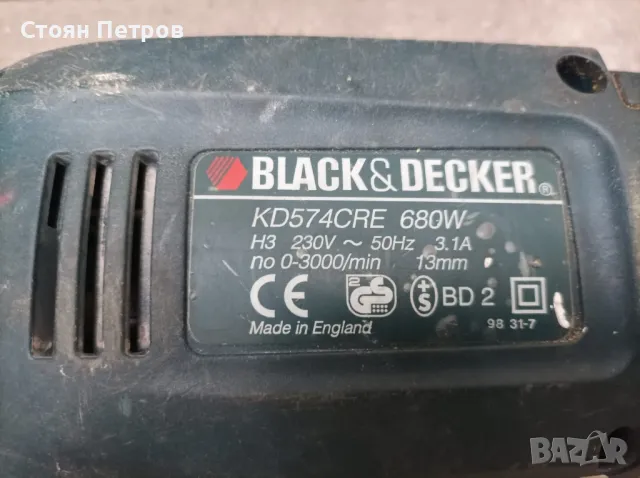 Стоян Петров
BLACK&DECKER®
KD574CRE 680W
H3 230V ~ 50Hz 3.1A
no 0-3000/min 13mm
CE BD 2
Made in England 98 31-7
BAZAR